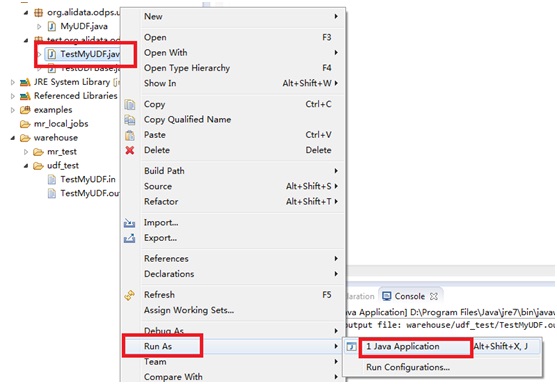 org.alidata.odps.u
MyUDF.java
test.org.alidata.od
TestMyUDF.jav
TestUDFBase.j
JRE System Library [j
Referenced Libraries
examples
mr_local_jobs
warehouse
mr_test
udf_test
TestMyUDF.in
TestMyUDF.out
New
Open F3
Open With
Open Type Hierarchy F4
Show In Alt+Shift+W
Copy Ctrl+C
Copy Qualified Name
Paste Ctrl+V
Delete Delete
Build Path
Source Alt+Shift+S
Refactor Alt+Shift+T
Import...
Export...
References
Declarations
Refresh F5
Assign Working Sets...
Debug As
Run As
Team
Compare With
laration Console
ava Application] D:\Program Files\Java\jre7\bin\javaw
output file: warehouse/udf_test/TestMyUDF.ou
1 Java Application Alt+Shift+X, J
Run Configurations...